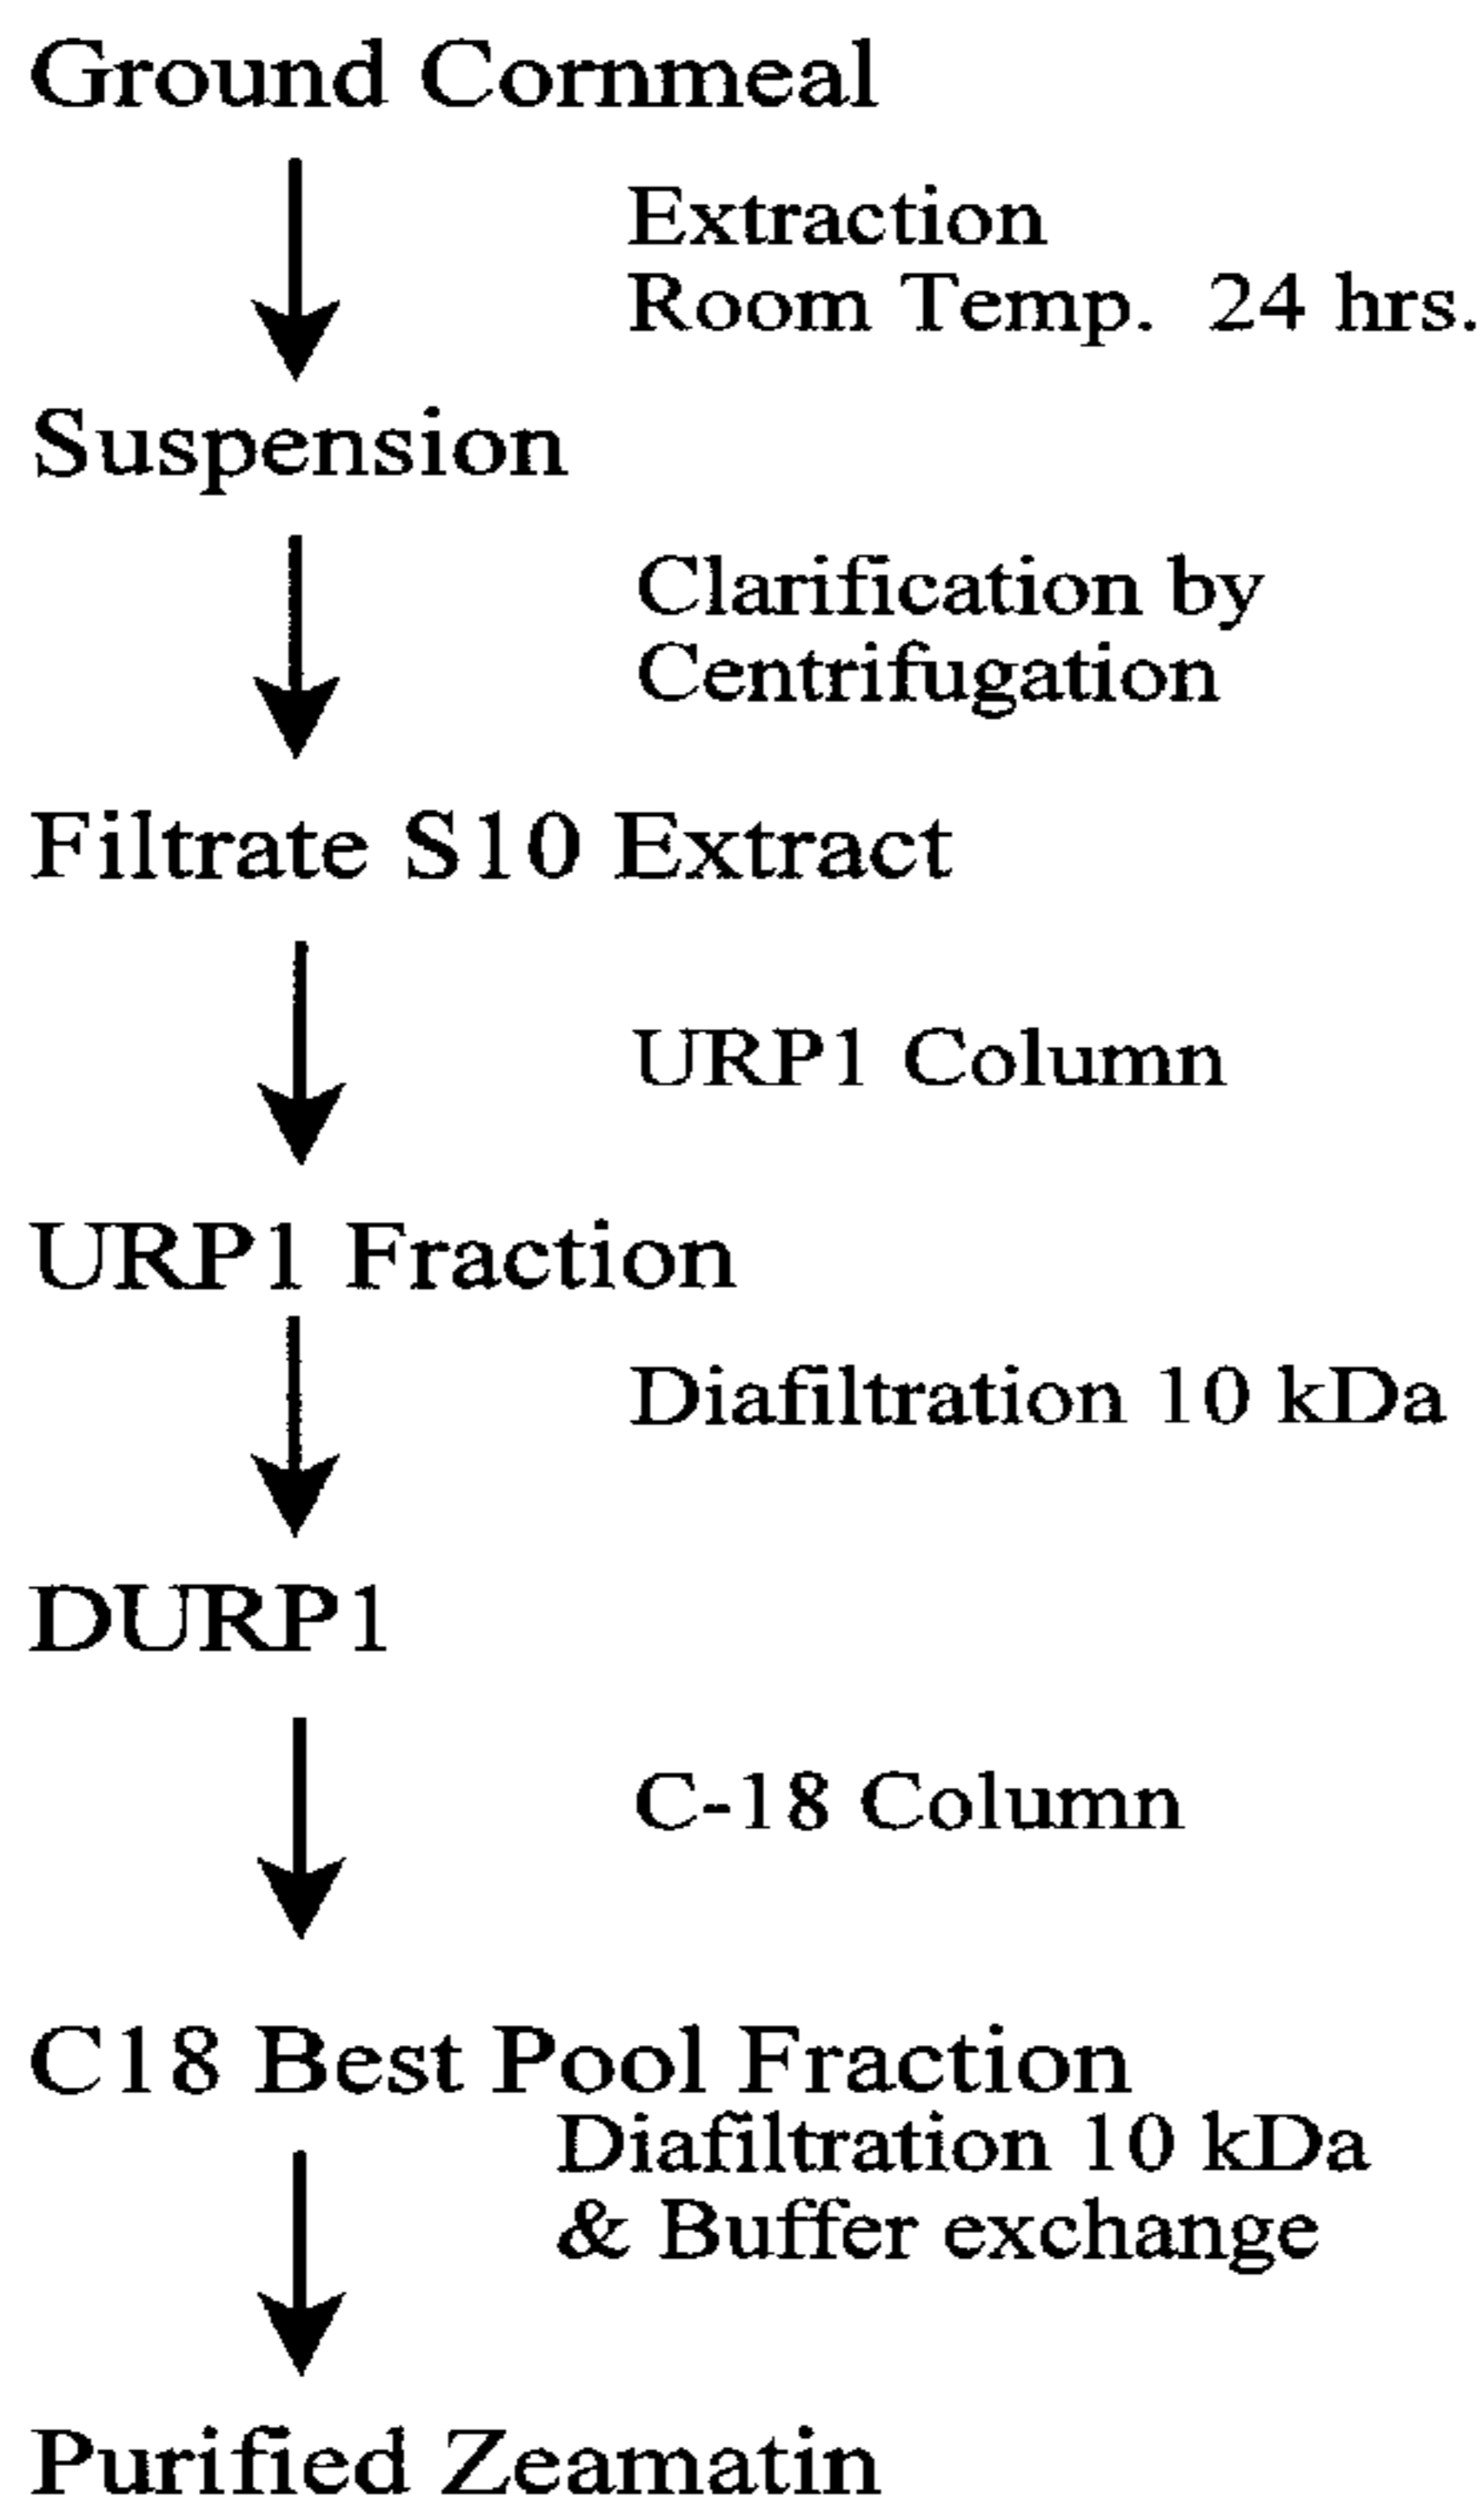 Ground Cornmeal
Extraction
Room Temp. 24 hrs.
Suspension
Clarification by
Centrifugation
Filtrate S10 Extract
URP1 Column
URP1 Fraction
Diafiltration 10 kDa
DURP1
C-18 Column
C18 Best Pool Fraction
Diafiltration 10 kDa
& Buffer exchange
Purified Zeamatin